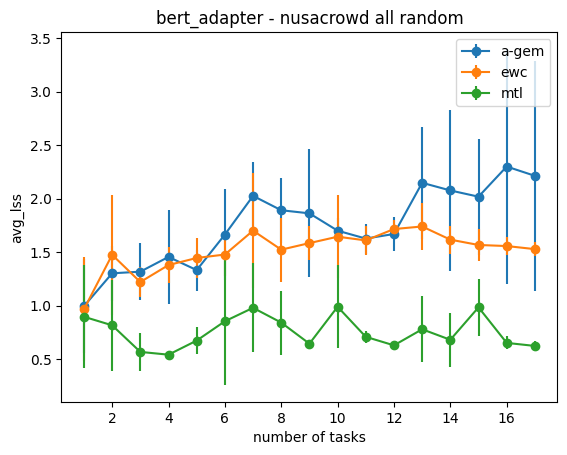 bert_adapter - nusacrowd all random
3.5
3.0
2.5
2.0
1.5
1.0
0.5
avg_lss
a-gem
ewc
mtl
2 4 6 8 10 12 14 16
number of tasks